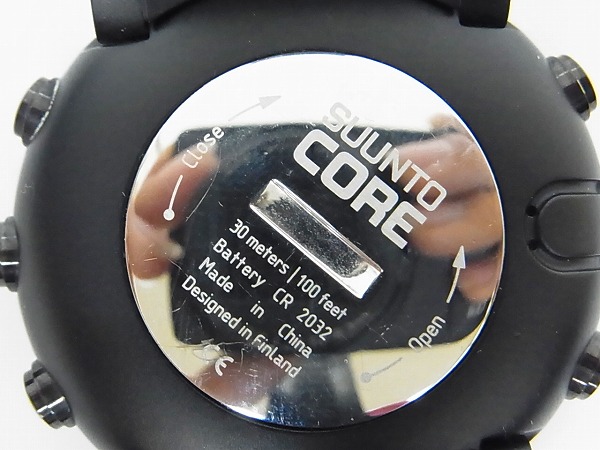 Close
SUUNTO
CORE
30 meters | 100 feet
Battery CR 2032
Made in China
Designed in Finland
CE
Open